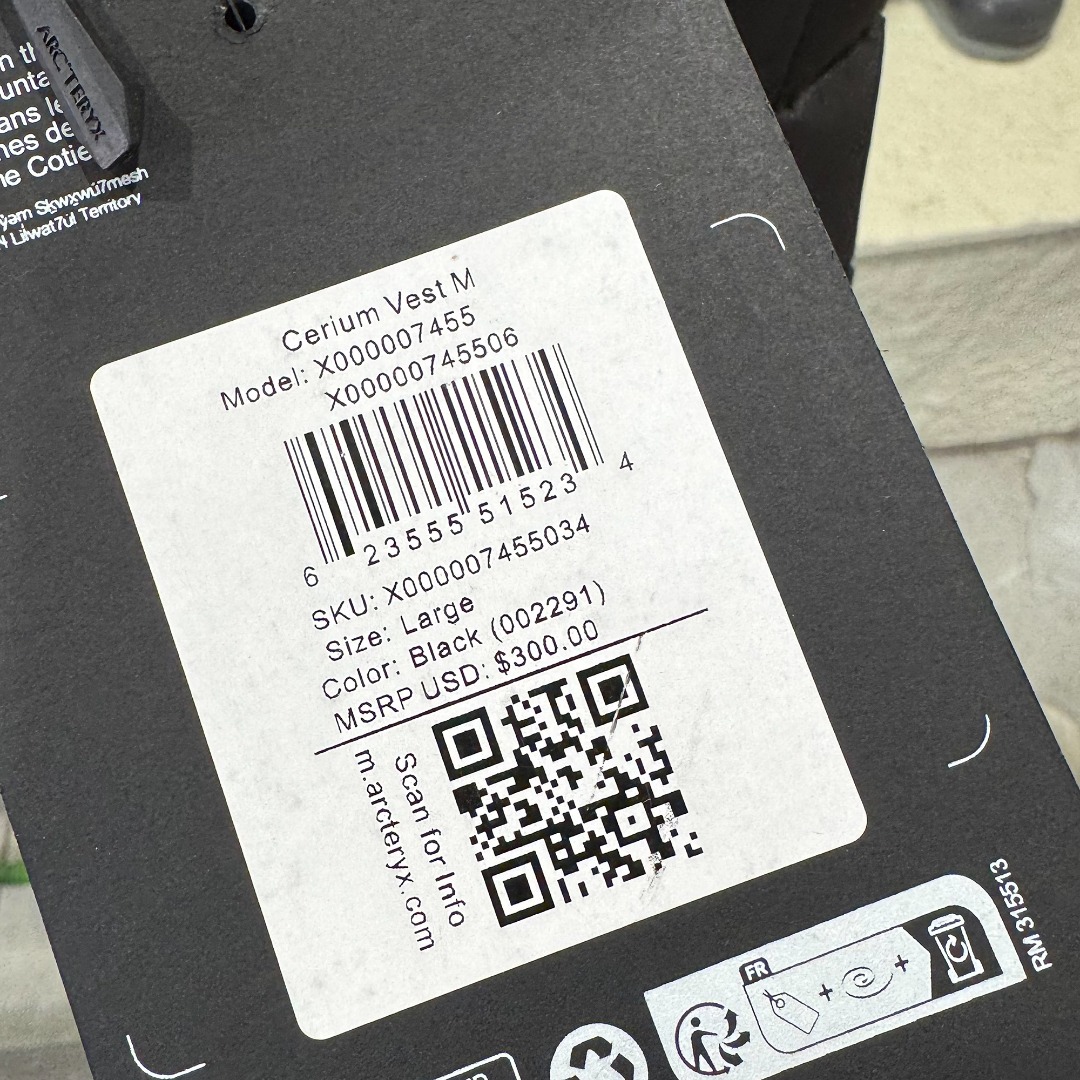 ARC'TERYX
n th
unta
ans le
nes de
ne Cotie
Skwxwú7mesh
Lilwat7úl Territory
Cerium Vest M
Model: X000007455
X00000745506
6 23555 51523 4
SKU: X000007455034
Size: Large
Color: Black (002291)
MSRP USD: $300.00
Scan for Info
m.arcteryx.com
FR
RM 315513